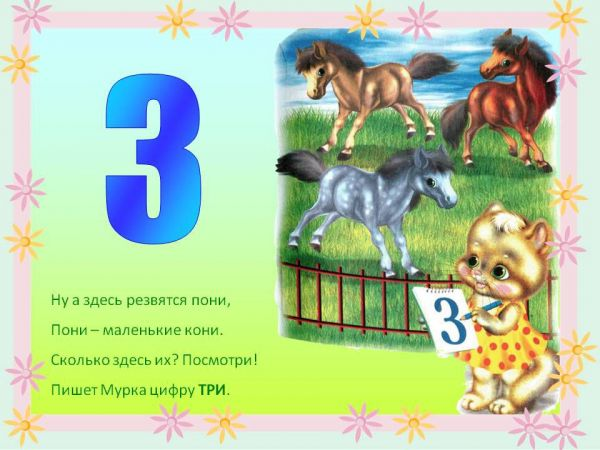 3
Ну а здесь резвятся пони,
Пони – маленькие кони.
Сколько здесь их? Посмотри!
Пишет Мурка цифру ТРИ.
3